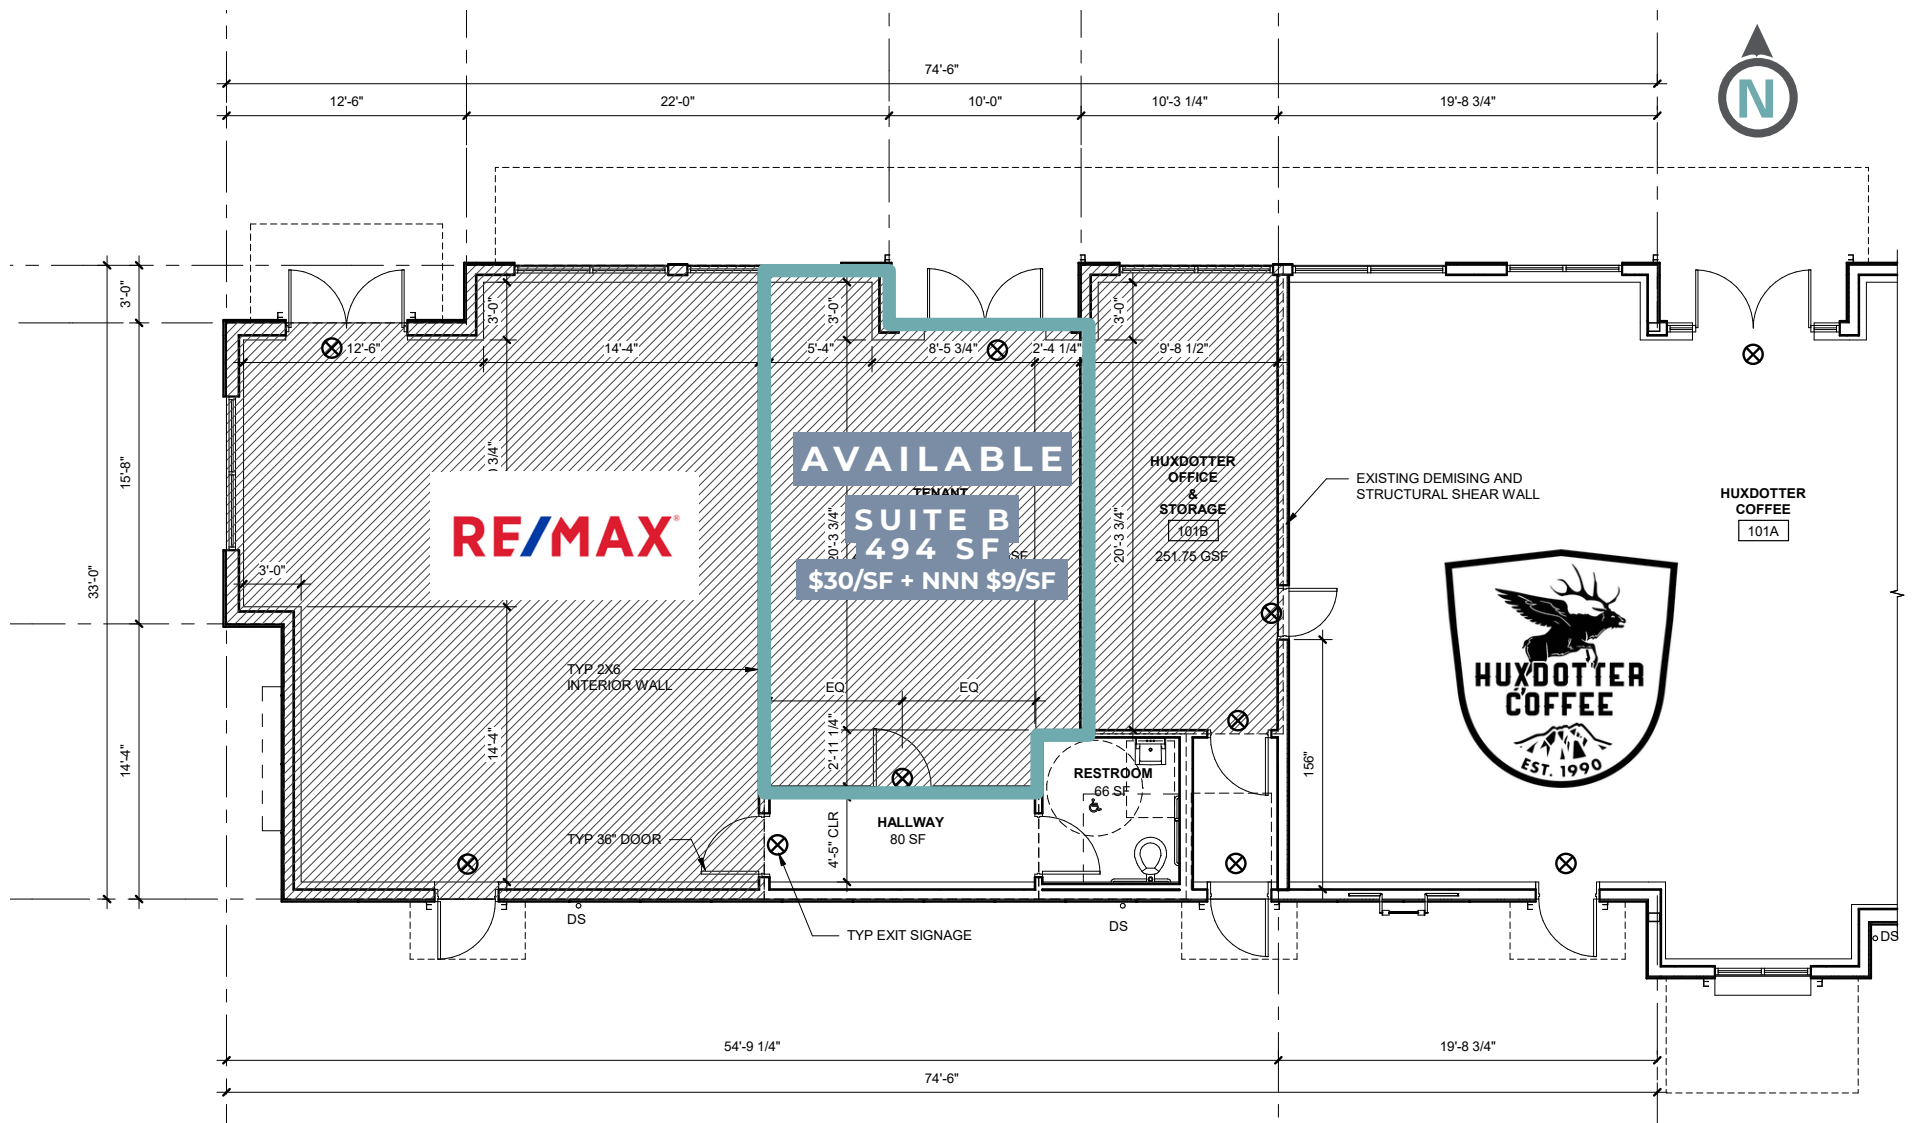 74'-6"
12'-6"
22'-0"
10'-0"
10'-3 1/4"
19'-8 3/4"
N
33'-0"
3'-0"
15'-8"
14'-4"
3'-0"
3'-0"
3'-0"
12'-6"
14'-4"
5'-4"
8'-5 3/4"
2'-4 1/4"
9'-8 1/2"
3/4"
3'-0"
14'-4"
RE/MAX®
AVAILABLE
TENANT
SUITE B
494 SF
SF
$30/SF + NNN $9/SF
20'-3 3/4"
20'-3 3/4"
HUXDOTTER
OFFICE
&
STORAGE
101B
251.75 GSF
EXISTING DEMISING AND
STRUCTURAL SHEAR WALL
HUXDOTTER
COFFEE
101A
HUXDOTTER
COFFEE
EST. 1990
TYP 2X6
INTERIOR WALL
EQ
EQ
2'-11 1/4"
RESTROOM
66 SF
156"
HALLWAY
80 SF
4'-5" CLR
TYP 36" DOOR
TYP EXIT SIGNAGE
DS
DS
DS
54'-9 1/4"
19'-8 3/4"
74'-6"